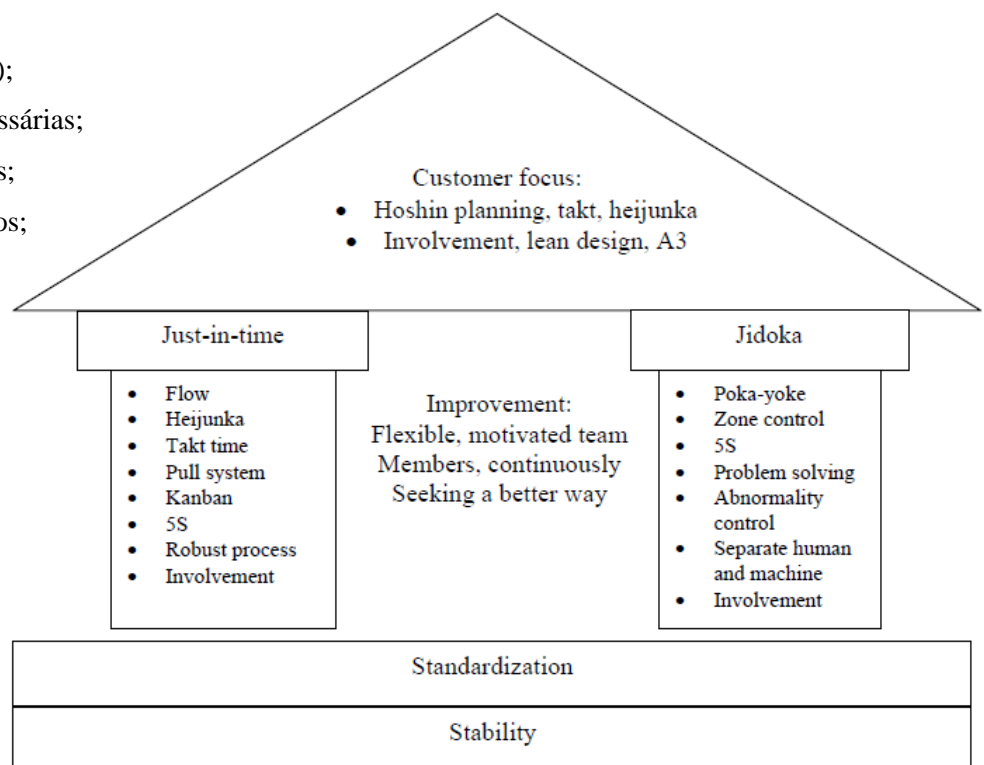 );
ssárias;
s;
os;
Customer focus:
• Hoshin planning, takt, heijunka
• Involvement, lean design, A3
Just-in-time
• Flow
• Heijunka
• Takt time
• Pull system
• Kanban
• 5S
• Robust process
• Involvement
Improvement:
Flexible, motivated team
Members, continuously
Seeking a better way
Jidoka
• Poka-yoke
• Zone control
• 5S
• Problem solving
• Abnormality
control
• Separate human
and machine
• Involvement
Standardization
Stability